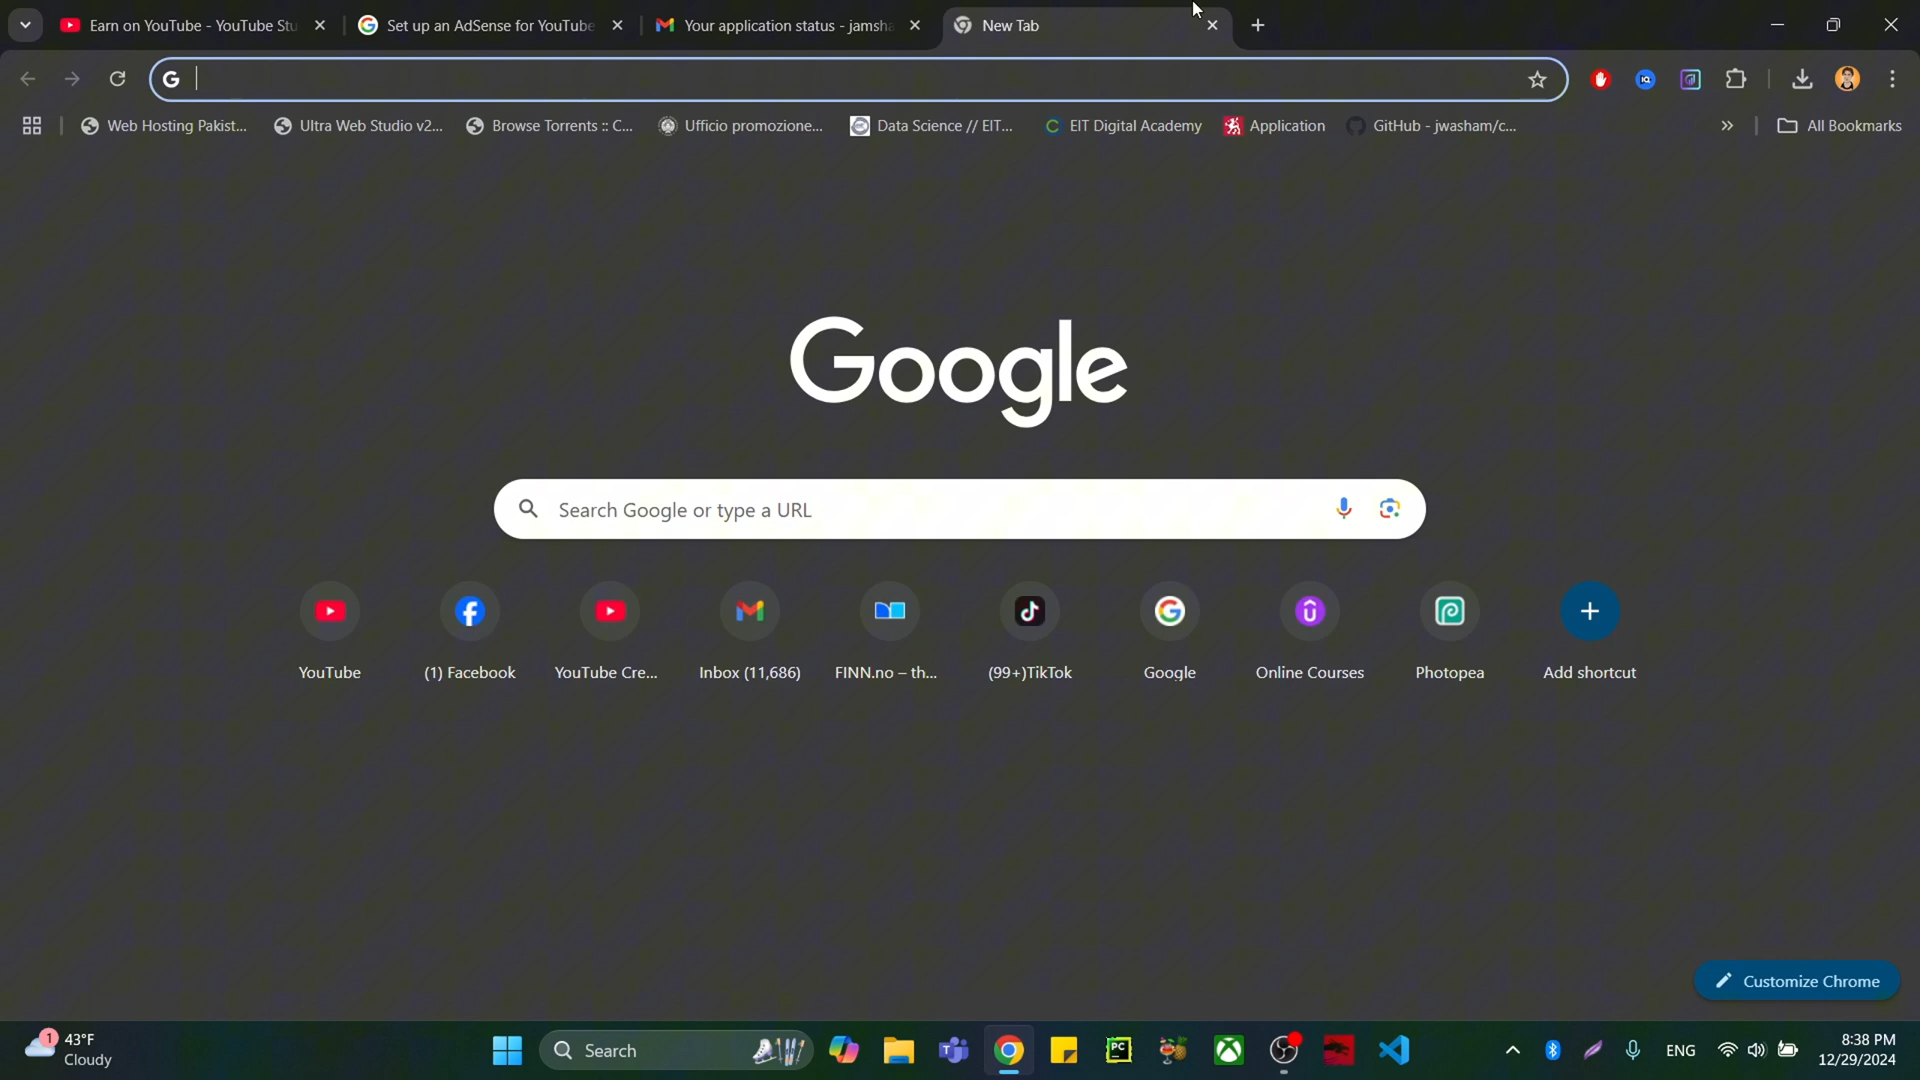 Earn on YouTube - YouTube Stu
Set up an AdSense for YouTube
Your application status - jamsha
New Tab
Web Hosting Pakist...
Ultra Web Studio v2...
Browse Torrents :: C...
Ufficio promozione...
Data Science // EIT...
EIT Digital Academy
Application
GitHub - jwasham/c...
All Bookmarks
Google
Search Google or type a URL
YouTube
(1) Facebook
YouTube Cre...
Inbox (11,686)
FINN.no – th...
(99+)TikTok
Google
Online Courses
Photopea
Add shortcut
Customize Chrome
1
43°F
Cloudy
Search
ENG
8:38 PM
12/29/2024